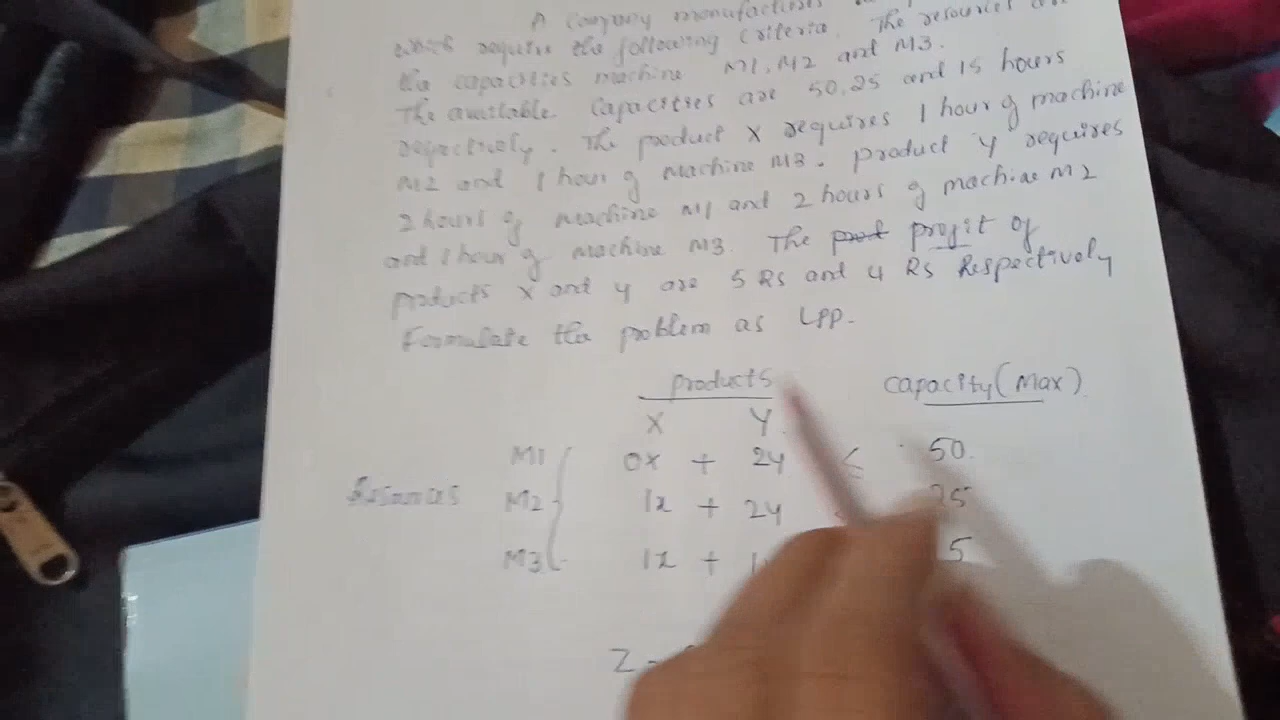 A Company manufactures
which require the following criteria. The resources are
the capacities machine M1, M2 and M3.
The available Capacities are 50, 25 and 15 hours
respectively. The product X requires 1 hour of machine
M2 and 1 hour of machine M3. product Y requires
2 hours of machine M1 and 2 hours of machine M2
and 1 hour of machine M3. The profit of
products X and Y are 5 RS and 4 RS Respectively
Formulate the problem as LPP.
products Capacity (Max)
X Y
M1 0x + 2y ≤ 50
Resources M2 1x + 2y 25
M3 1x + 5
Z =